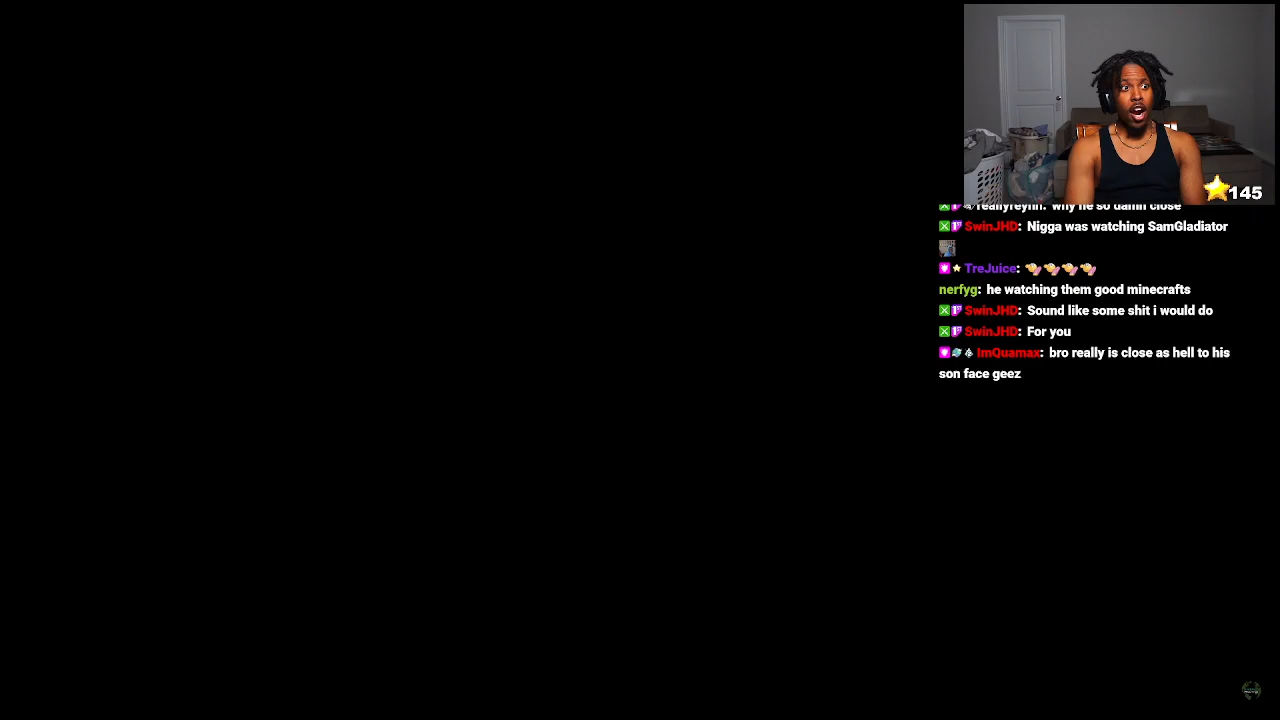 145
reallyreynn: why he so damn close
SwinJHD: Nigga was watching SamGladiator
TreJuice:
nerfyg: he watching them good minecrafts
SwinJHD: Sound like some shit i would do
SwinJHD: For you
ImQuamax: bro really is close as hell to his
son face geez